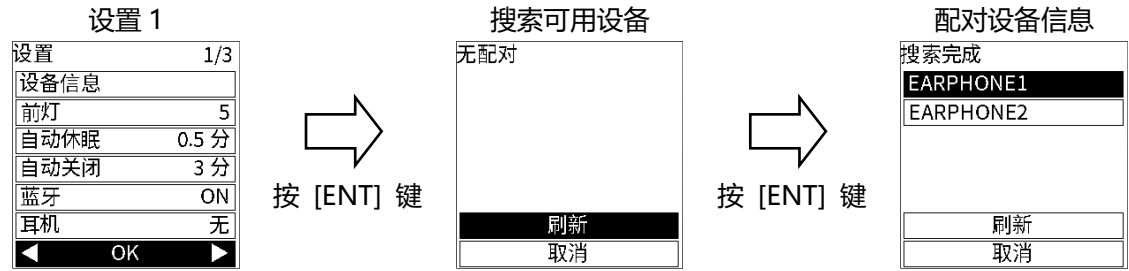 设置 1
设置 1/3
设备信息
前灯 5
自动休眠 0.5 分
自动关闭 3 分
蓝牙 ON
耳机 无
◀ OK ▶
按 [ENT] 键
搜索可用设备
无配对
刷新
取消
按 [ENT] 键
配对设备信息
搜索完成
EARPHONE1
EARPHONE2
刷新
取消